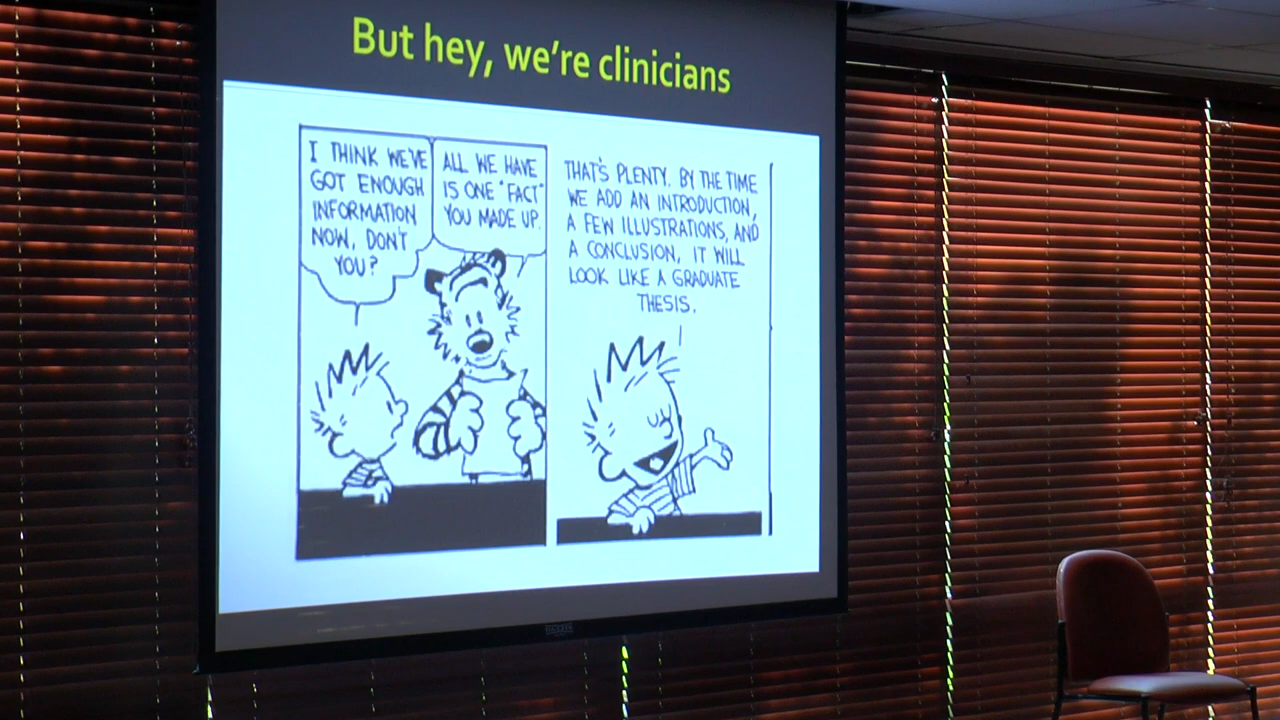 But hey, we're clinicians
I THINK WE'VE
GOT ENOUGH
INFORMATION
NOW, DON'T
YOU?
ALL WE HAVE
IS ONE "FACT"
YOU MADE UP.
THAT'S PLENTY. BY THE TIME
WE ADD AN INTRODUCTION,
A FEW ILLUSTRATIONS, AND
A CONCLUSION, IT WILL
LOOK LIKE A GRADUATE
THESIS.